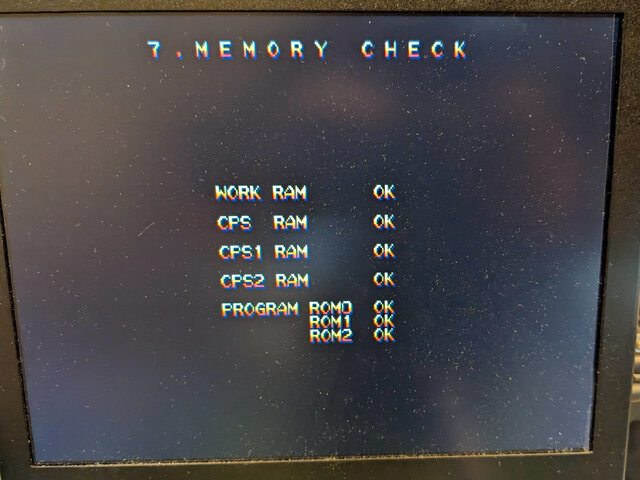 7.MEMORY CHECK
WORK RAM OK
CPS RAM OK
CPS1 RAM OK
CPS2 RAM OK
PROGRAM ROM0 OK
ROM1 OK
ROM2 OK